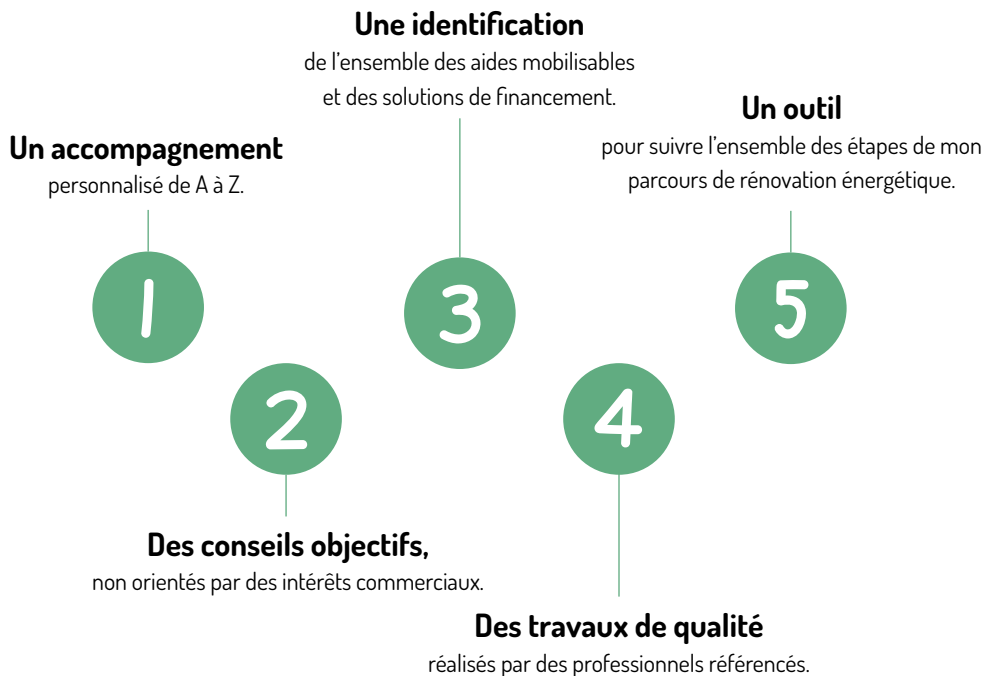 Un accompagnement
personnalisé de A à Z.
1
2
Des conseils objectifs,
non orientés par des intérêts commerciaux.
Une identification
de l'ensemble des aides mobilisables
et des solutions de financement.
3
4
Des travaux de qualité
réalisés par des professionnels référencés.
Un outil
pour suivre l'ensemble des étapes de mon
parcours de rénovation énergétique.
5